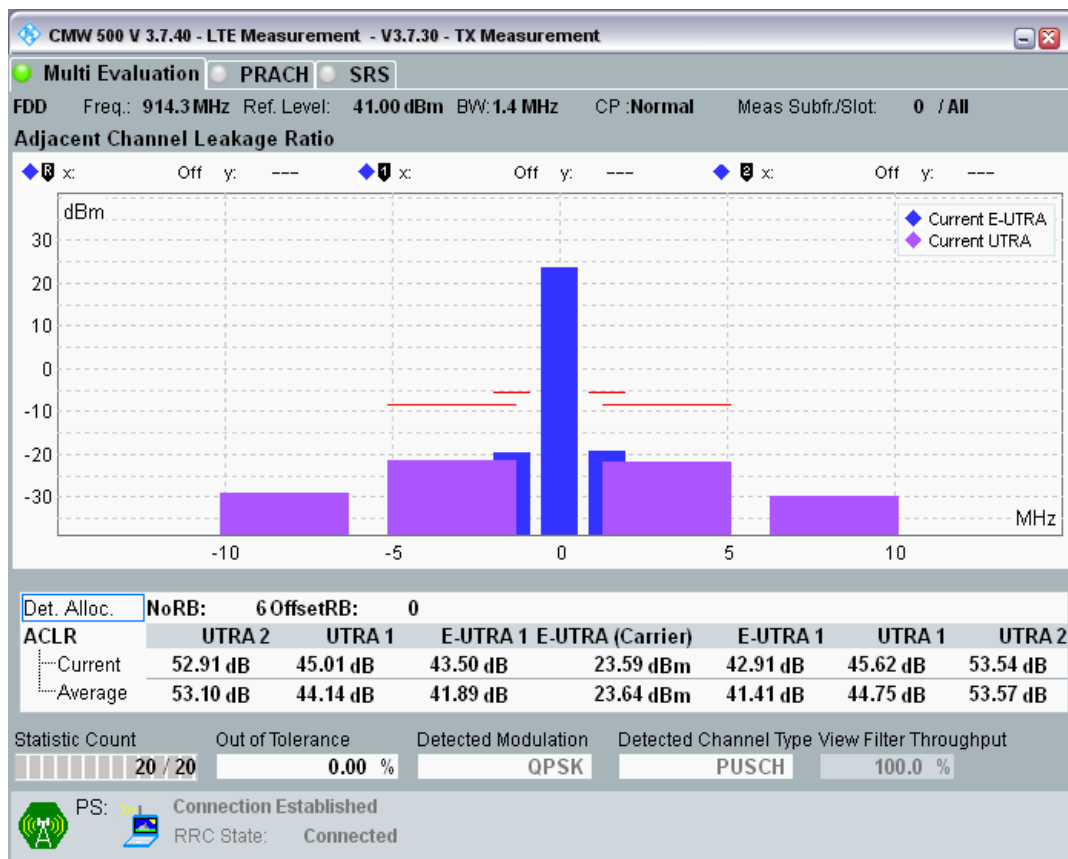 CMW 500 V 3.7.40 - LTE Measurement - V3.7.30 - TX Measurement
Multi Evaluation PRACH SRS
FDD Freq.: 914.3 MHz Ref. Level: 41.00 dBm BW: 1.4 MHz CP :Normal Meas Subfr./Slot: 0 / All
Adjacent Channel Leakage Ratio
R x: Off y: --- 1 x: Off y: --- 2 x: Off y: ---
dBm
Current E-UTRA
Current UTRA
30
20
10
0
-10
-20
-30
MHz
-10 -5 0 5 10
Det. Alloc. NoRB: 6 OffsetRB: 0
ACLR UTRA 2 UTRA 1 E-UTRA 1 E-UTRA (Carrier) E-UTRA 1 UTRA 1 UTRA 2
Current 52.91 dB 45.01 dB 43.50 dB 23.59 dBm 42.91 dB 45.62 dB 53.54 dB
Average 53.10 dB 44.14 dB 41.89 dB 23.64 dBm 41.41 dB 44.75 dB 53.57 dB
Statistic Count Out of Tolerance Detected Modulation Detected Channel Type View Filter Throughput
20 / 20 0.00 % QPSK PUSCH 100.0 %
PS: Connection Established
RRC State: Connected